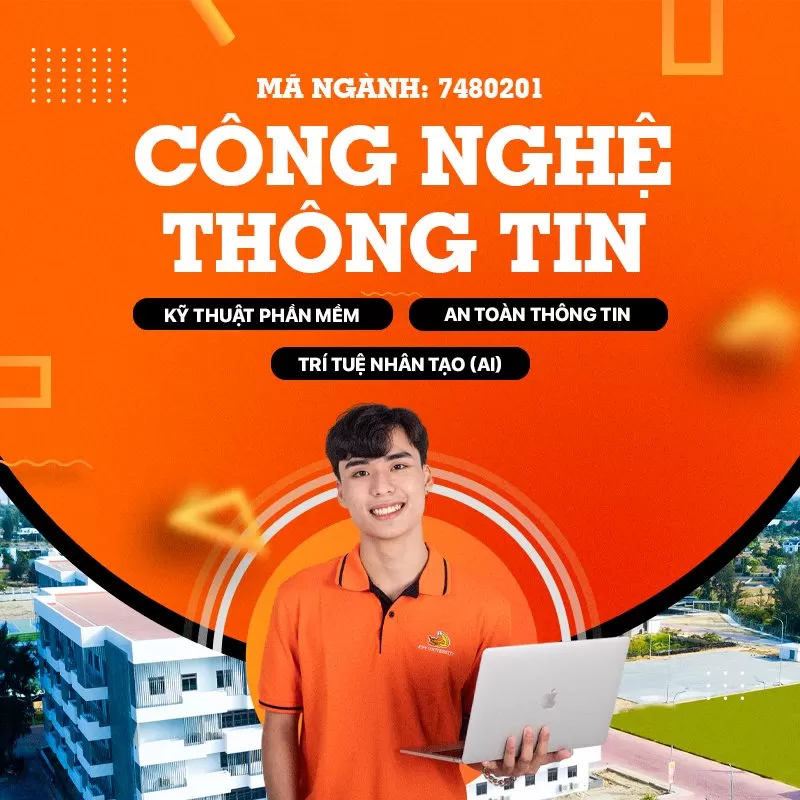 MÃ NGÀNH: 7480201
CÔNG NGHỆ
THÔNG TIN
KỸ THUẬT PHẦN MỀM
AN TOÀN THÔNG TIN
TRÍ TUỆ NHÂN TẠO (AI)